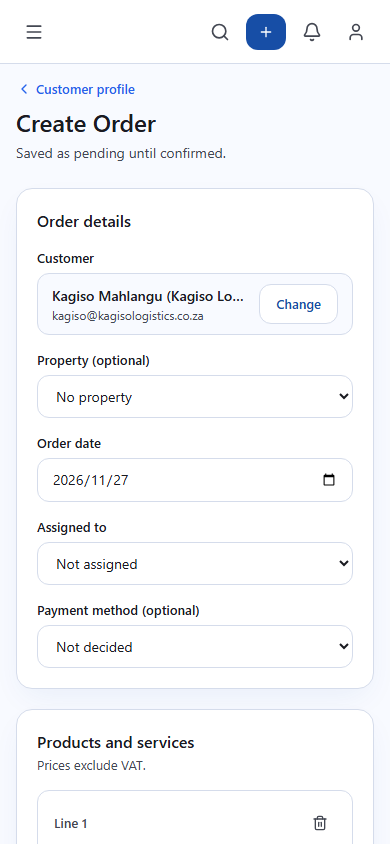 Customer profile
Create Order
Saved as pending until confirmed.
Order details
Customer
Kagiso Mahlangu (Kagiso Lo...
kagiso@kagisologistics.co.za
Change
Property (optional)
No property
Order date
2026/11/27
Assigned to
Not assigned
Payment method (optional)
Not decided
Products and services
Prices exclude VAT.
Line 1